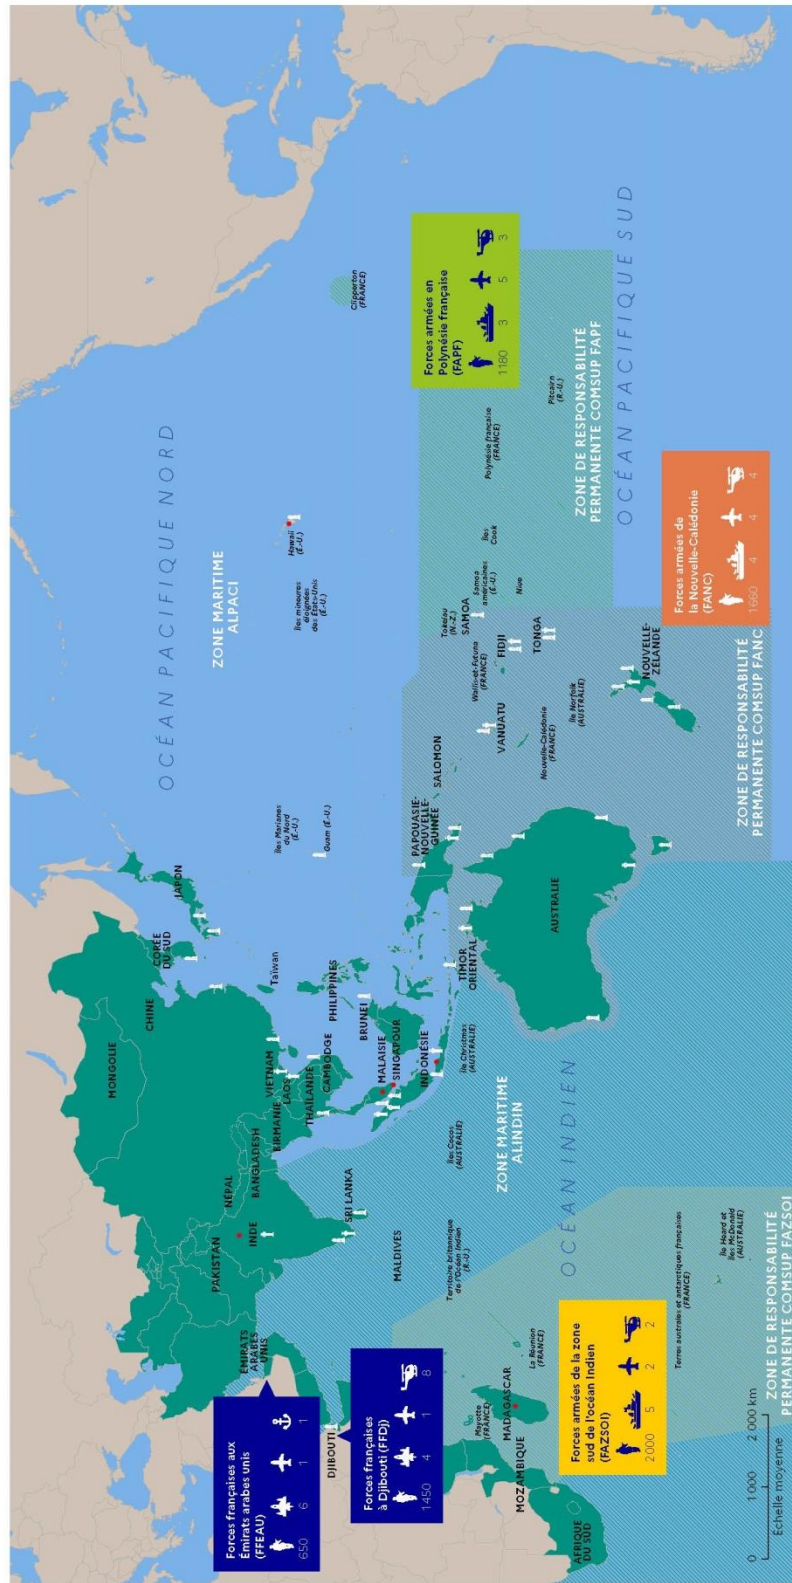 OCÉAN PACIFIQUE NORD
ZONE MARITIME
ALPACI
MONGOLIE
CHINE
CORÉE
DU SUD
JAPON
Taïwan
Îles Mariannes
du Nord (É.-U.)
Guam (É.-U.)
Îles mineures
éloignées
des États-Unis
(É.-U.)
Hawaii
(É.-U.)
Clipperton
(FRANCE)
PAKISTAN
NÉPAL
INDE
BANGLADESH
BIRMANIE
VIETNAM
LAOS
THAÏLANDE
CAMBODGE
PHILIPPINES
BRUNEI
MALAISIE
SINGAPOUR
INDONÉSIE
SRI LANKA
MALDIVES
ÉMIRATS
ARABES
UNIS
Forces françaises aux
Émirats arabes unis
(FFEAU)
650 6 1 1
DJIBOUTI
Forces françaises
à Djibouti (FFDj)
1450 4 1 8
Territoire britannique
de l'Océan Indien
(R.-U.)
Îles Cocos
(AUSTRALIE)
Île Christmas
(AUSTRALIE)
TIMOR
ORIENTAL
PAPOUASIE-
NOUVELLE-
GUINÉE
SALOMON
VANUATU
Wallis-et-Futuna
(FRANCE)
FIDJI
Tokelau
(N.-Z.)
SAMOA
Samoa
américaines
(É.-U.)
TONGA
Niue
Îles
Cook
Polynésie française
(FRANCE)
Pitcairn
(R.-U.)
Forces armées en
Polynésie française
(FAPF)
1180 3 5 3
ZONE DE RESPONSABILITÉ
PERMANENTE COMSUP FAPF
OCÉAN PACIFIQUE SUD
ZONE MARITIME
ALINDIN
OCÉAN INDIEN
AUSTRALIE
Nouvelle-Calédonie
(FRANCE)
Île Norfolk
(AUSTRALIE)
NOUVELLE-
ZÉLANDE
Forces armées de
la Nouvelle-Calédonie
(FANC)
1660 4 4 4
ZONE DE RESPONSABILITÉ
PERMANENTE COMSUP FANC
Mayotte
(FRANCE)
MADAGASCAR
MOZAMBIQUE
La Réunion
(FRANCE)
AFRIQUE
DU SUD
Forces armées de la zone
sud de l'océan Indien
(FAZSOI)
2000 5 2 2
Terres australes et antarctiques françaises
(FRANCE)
Île Heard et
Îles McDonald
(AUSTRALIE)
ZONE DE RESPONSABILITÉ
PERMANENTE COMSUP FAZSOI
0 1 000 2 000 km
Échelle moyenne